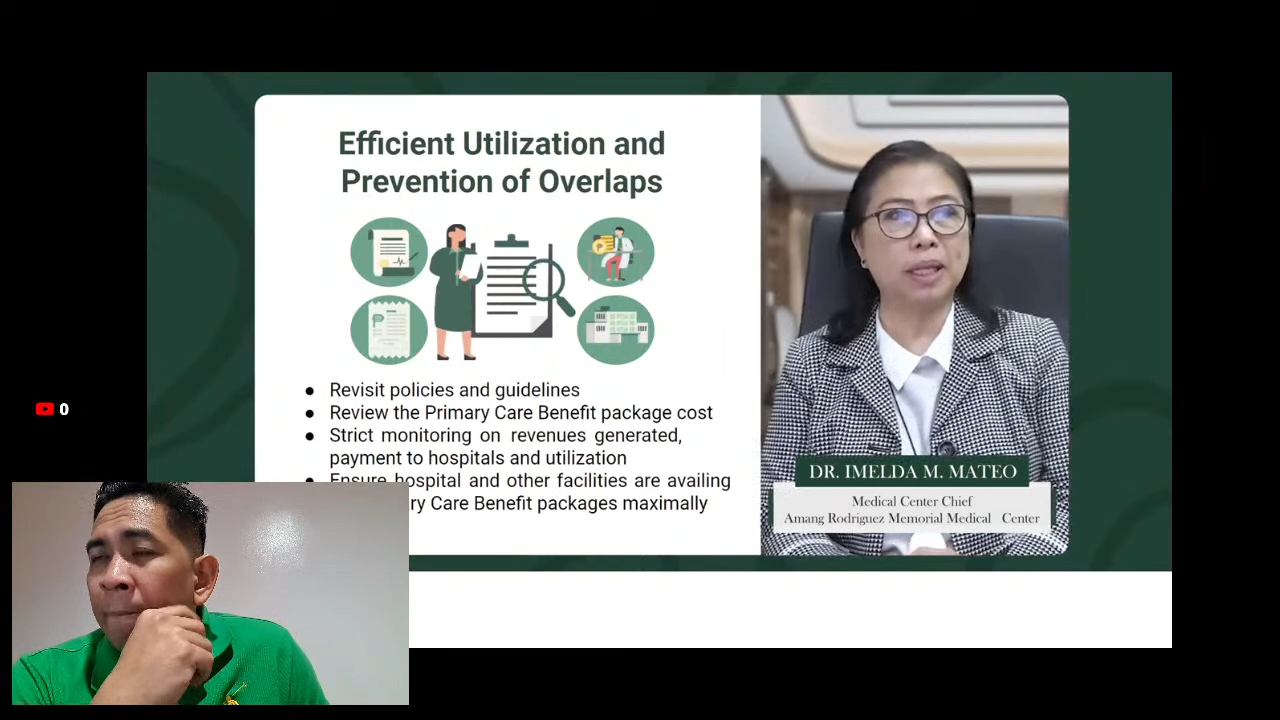 Efficient Utilization and
Prevention of Overlaps
● Revisit policies and guidelines
● Review the Primary Care Benefit package cost
● Strict monitoring on revenues generated,
payment to hospitals and utilization
● Ensure hospital and other facilities are availing
ry Care Benefit packages maximally
DR. IMELDA M. MATEO
Medical Center Chief
Amang Rodriguez Memorial Medical Center
0